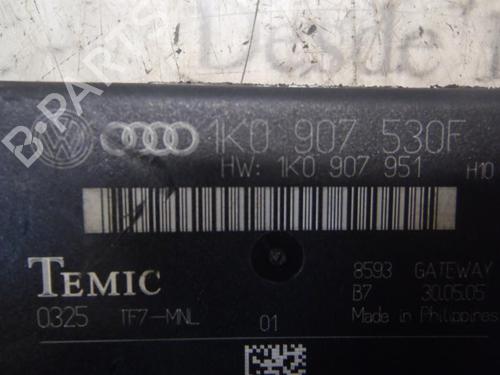 Desde
1K0 907 530F
HW: 1K0 907 951 H10
TEMIC
8593 GATEWAY
B7 30.05.05
0325 TF7-MNL 01 Made in Philippines